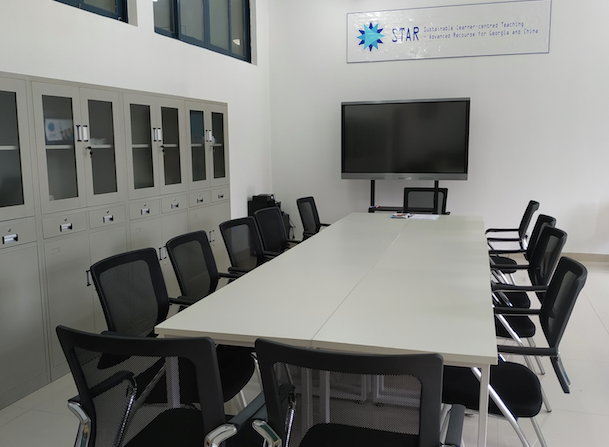 STAR
Sustainable Learner-centred Teaching
- Advanced Recourse for Georgia and China